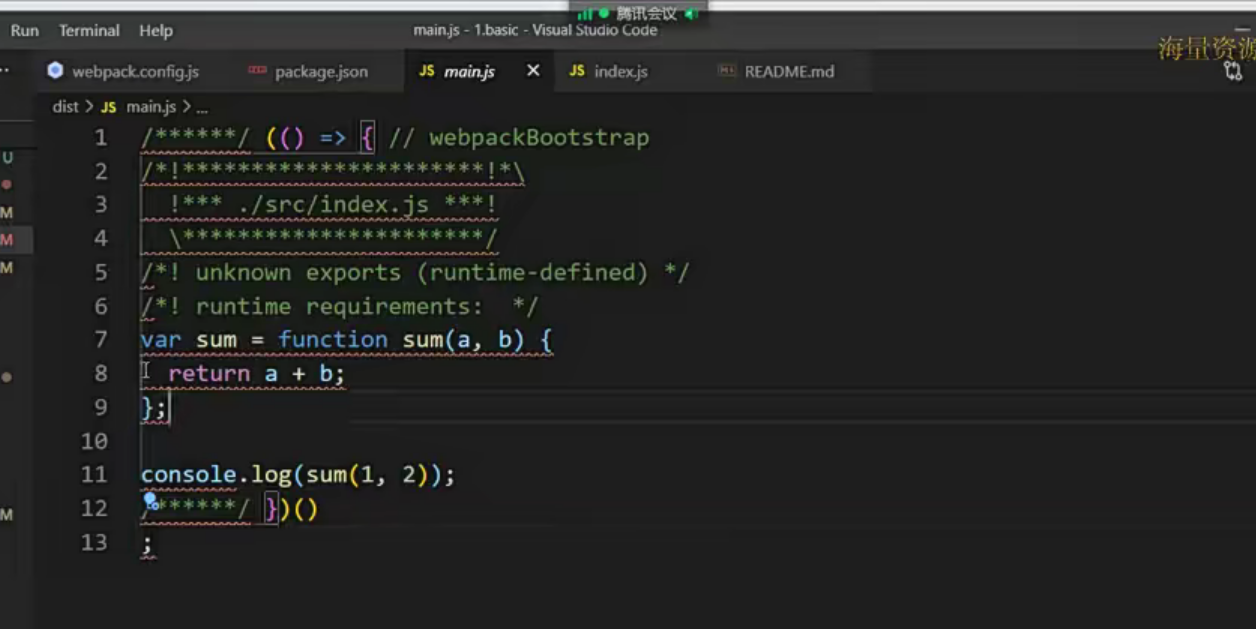 腾讯会议
Run Terminal Help main.js - 1.basic - Visual Studio Code
海量资源
webpack.config.js package.json JS main.js × JS index.js README.md
dist > JS main.js > ...
1 /******/ (() => { // webpackBootstrap
2 /*!**********************!*\
3   !*** ./src/index.js ***!
4   \**********************/
5 /*! unknown exports (runtime-defined) */
6 /*! runtime requirements:  */
7 var sum = function sum(a, b) {
8   return a + b;
9 };
10
11 console.log(sum(1, 2));
12 /******/ })()
13 ;
U
M
M
M
M